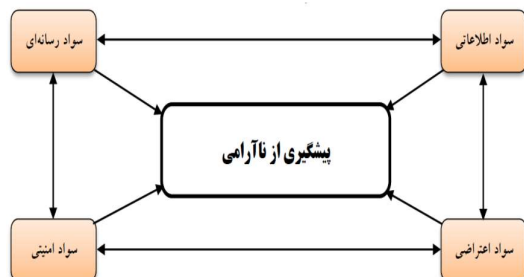 سواد اطلاعاتی
سواد رسانه‌ای
پیشگیری از ناآرامی
سواد اعتراضی
سواد امنیتی